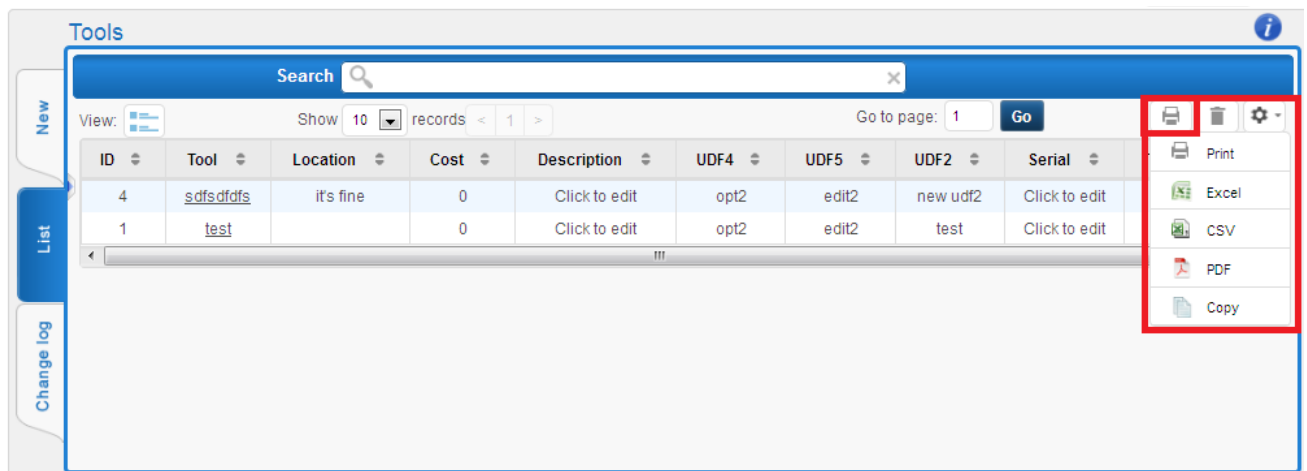 Tools
i
Search
New
View: Show 10 records < 1 > Go to page: 1 Go
ID Tool Location Cost Description UDF4 UDF5 UDF2 Serial
4 sdfsdfdfs it's fine 0 Click to edit opt2 edit2 new udf2 Click to edit
1 test 0 Click to edit opt2 edit2 test Click to edit
Print
Excel
CSV
PDF
Copy
List
Change log